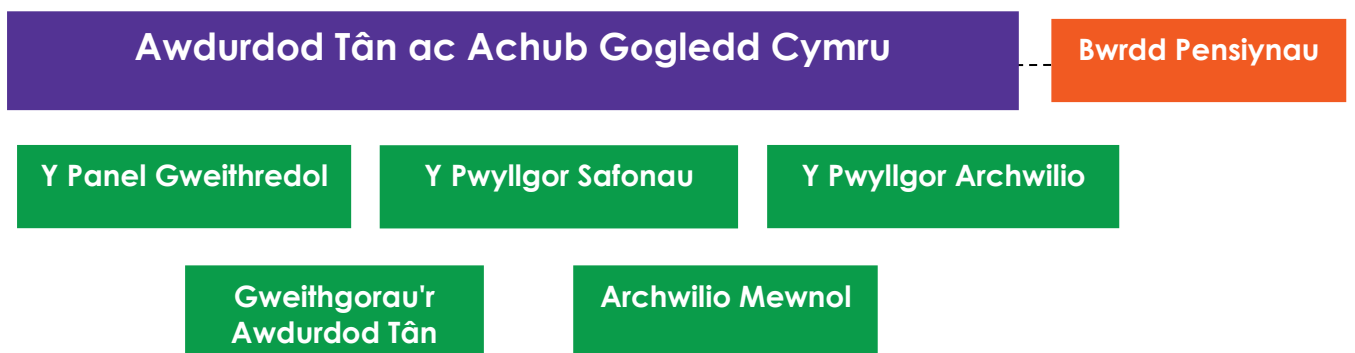 Awdurdod Tân ac Achub Gogledd Cymru
Bwrdd Pensiynau
Y Panel Gweithredol
Y Pwyllgor Safonau
Y Pwyllgor Archwilio
Gweithgorau'r
Awdurdod Tân
Archwilio Mewnol